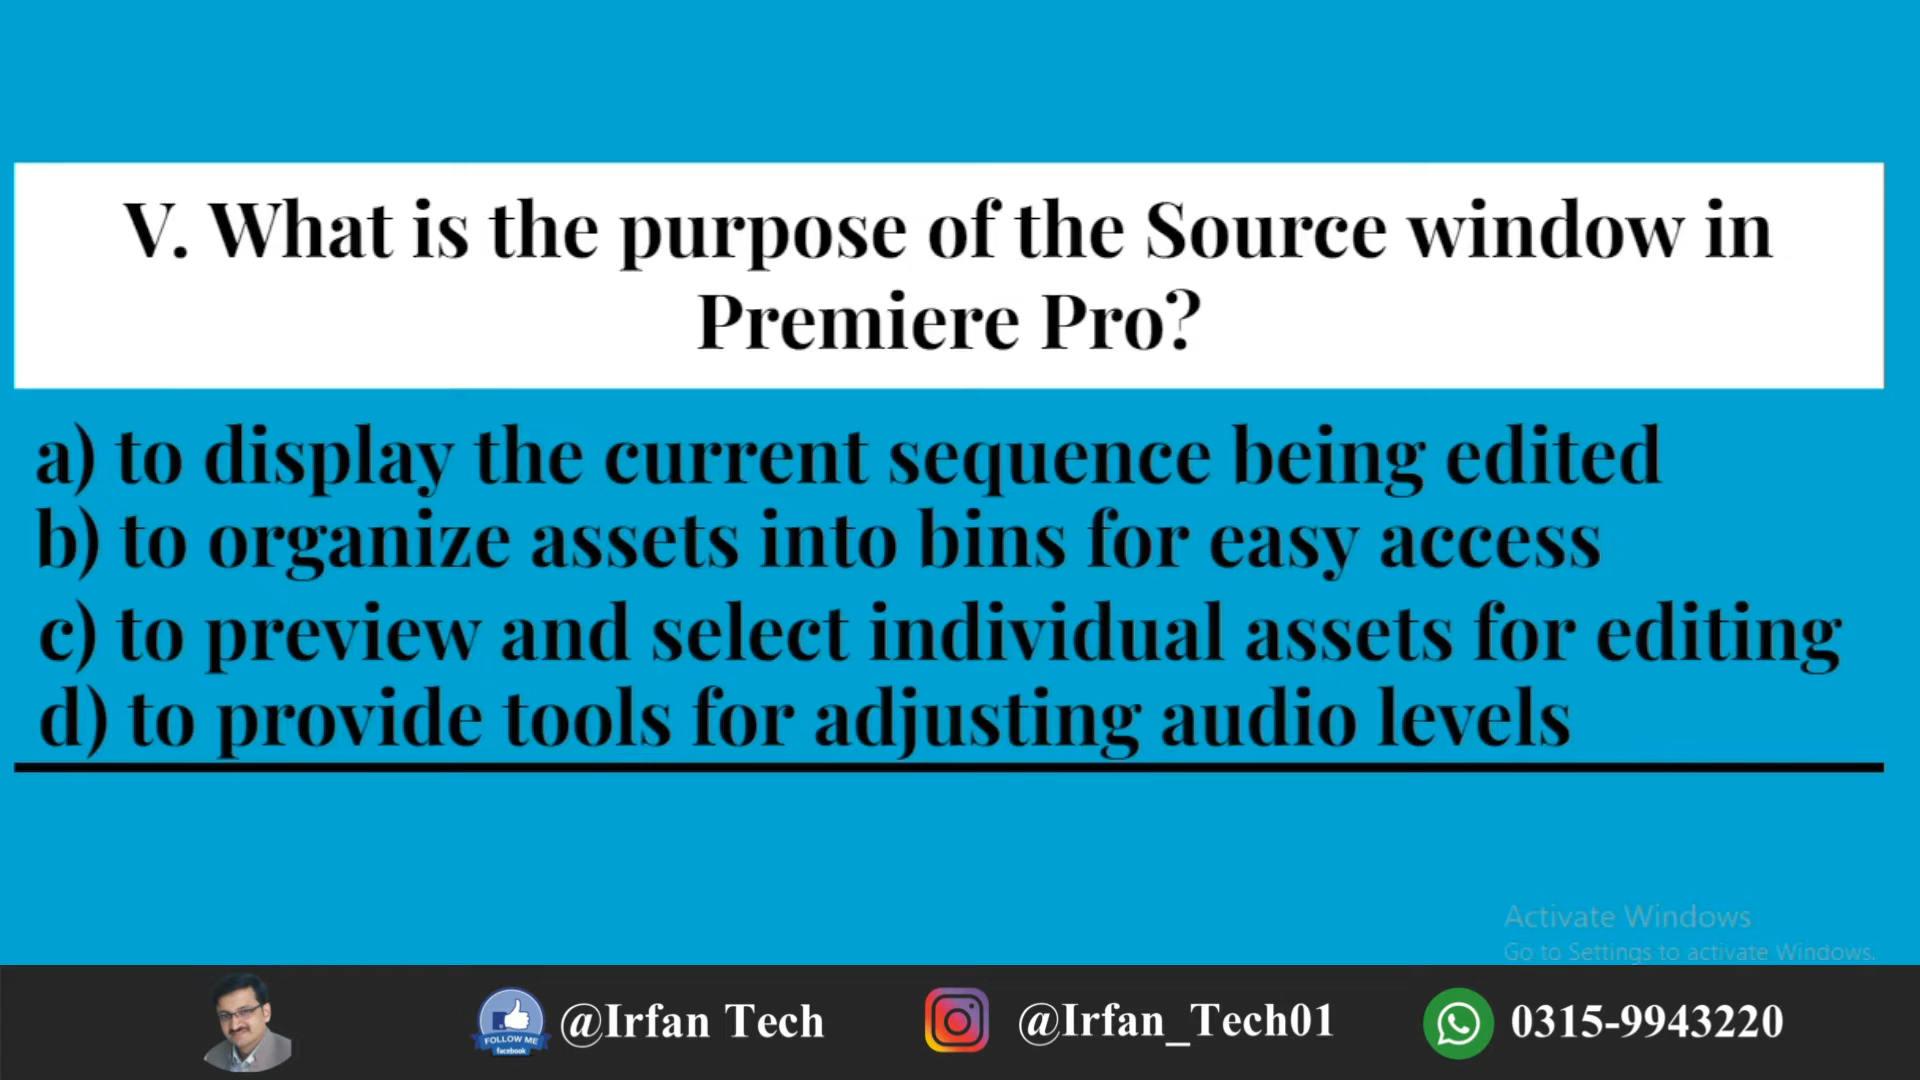 V. What is the purpose of the Source window in
Premiere Pro?
a) to display the current sequence being edited
b) to organize assets into bins for easy access
c) to preview and select individual assets for editing
d) to provide tools for adjusting audio levels
Activate Windows
Go to Settings to activate Windows.
FOLLOW ME
facebook
@Irfan Tech
@Irfan_Tech01
0315-9943220